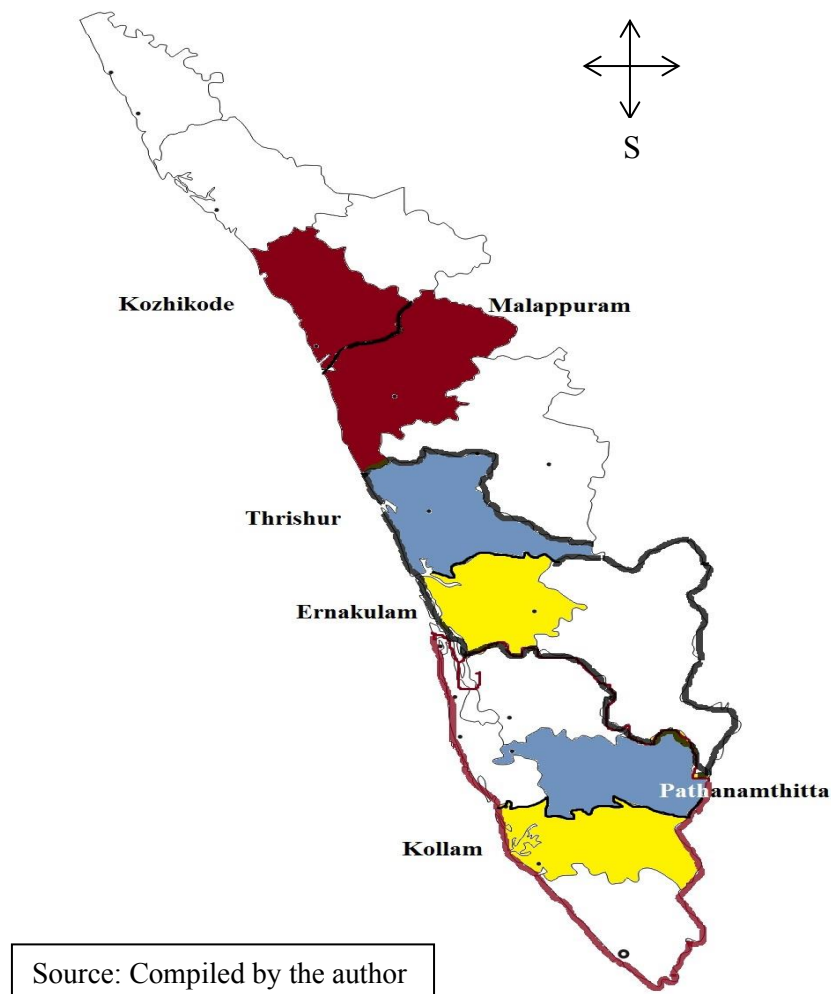 S
Kozhikode
Malappuram
Thrishur
Ernakulam
Pathanamthitta
Kollam
Source: Compiled by the author